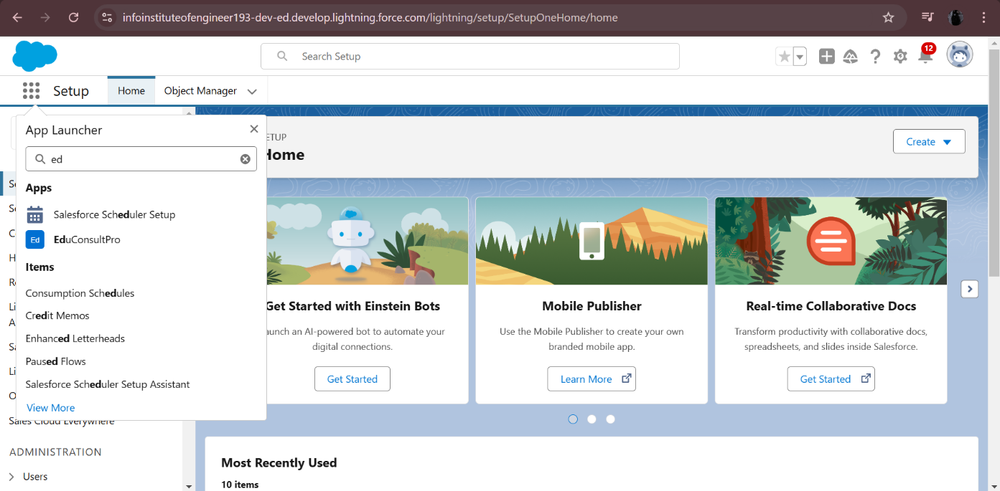 infoinstituteofengineer193-dev-ed.develop.lightning.force.com/lightning/setup/SetupOneHome/home
Search Setup
12
Setup
Home
Object Manager
App Launcher
ed
Apps
Salesforce Scheduler Setup
Ed
EduConsultPro
Items
Consumption Schedules
Credit Memos
Enhanced Letterheads
Paused Flows
Salesforce Scheduler Setup Assistant
View More
Sales Cloud Everywhere
ADMINISTRATION
Users
ETUP
Home
Create
Get Started with Einstein Bots
aunch an AI-powered bot to automate your
digital connections.
Get Started
Mobile Publisher
Use the Mobile Publisher to create your own
branded mobile app.
Learn More
Real-time Collaborative Docs
Transform productivity with collaborative docs,
spreadsheets, and slides inside Salesforce.
Get Started
Most Recently Used
10 items